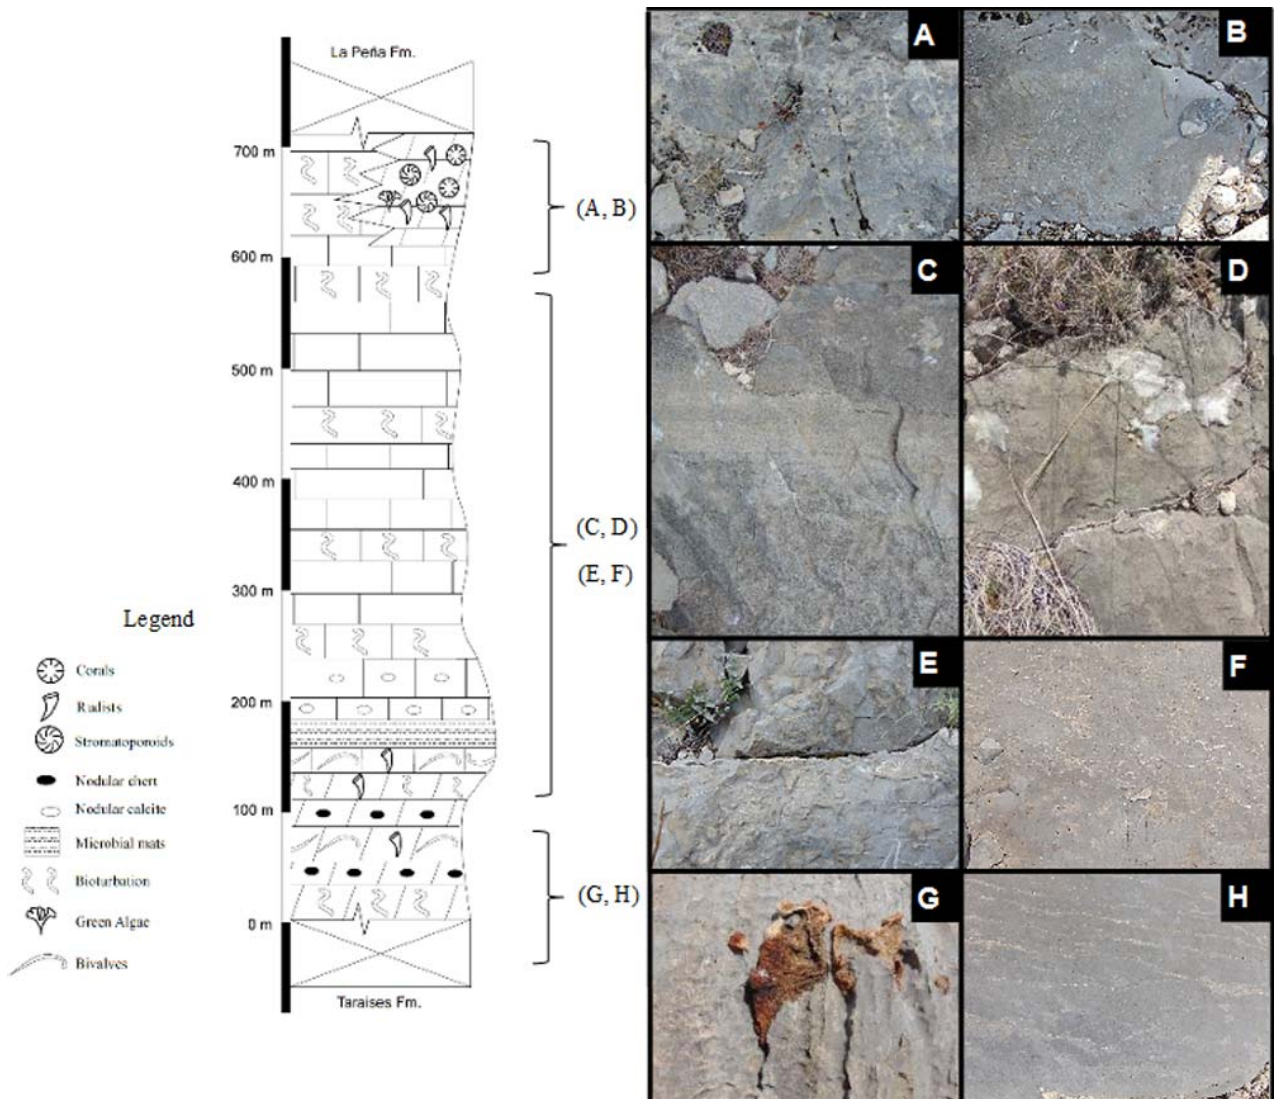 La Peña Fm.
700 m
600 m
500 m
400 m
300 m
200 m
100 m
0 m
Taraises Fm.
(A, B)
(C, D)
(E, F)
(G, H)
Legend
Corals
Rudists
Stromatoporoids
Nodular chert
Nodular calcite
Microbial mats
Bioturbation
Green Algae
Bivalves
A
B
C
D
E
F
G
H